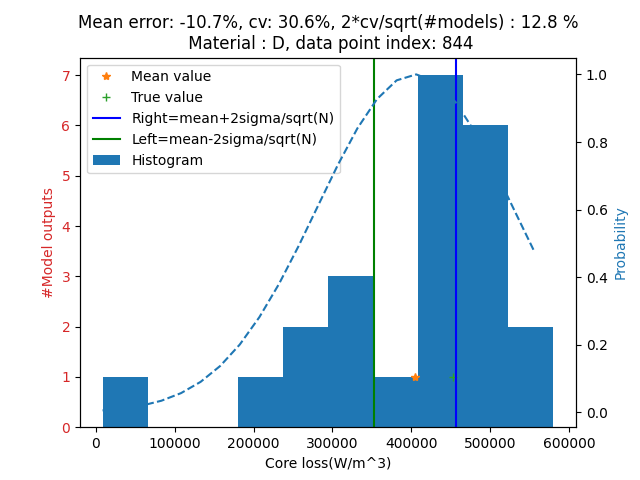 Mean error: -10.7%, cv: 30.6%, 2*cv/sqrt(#models) : 12.8 %
Material : D, data point index: 844
Mean value
True value
Right=mean+2sigma/sqrt(N)
Left=mean-2sigma/sqrt(N)
Histogram
#Model outputs
7
6
5
4
3
2
1
0
1.0
0.8
0.6
0.4
0.2
0.0
Probability
0
100000
200000
300000
400000
500000
600000
Core loss(W/m^3)